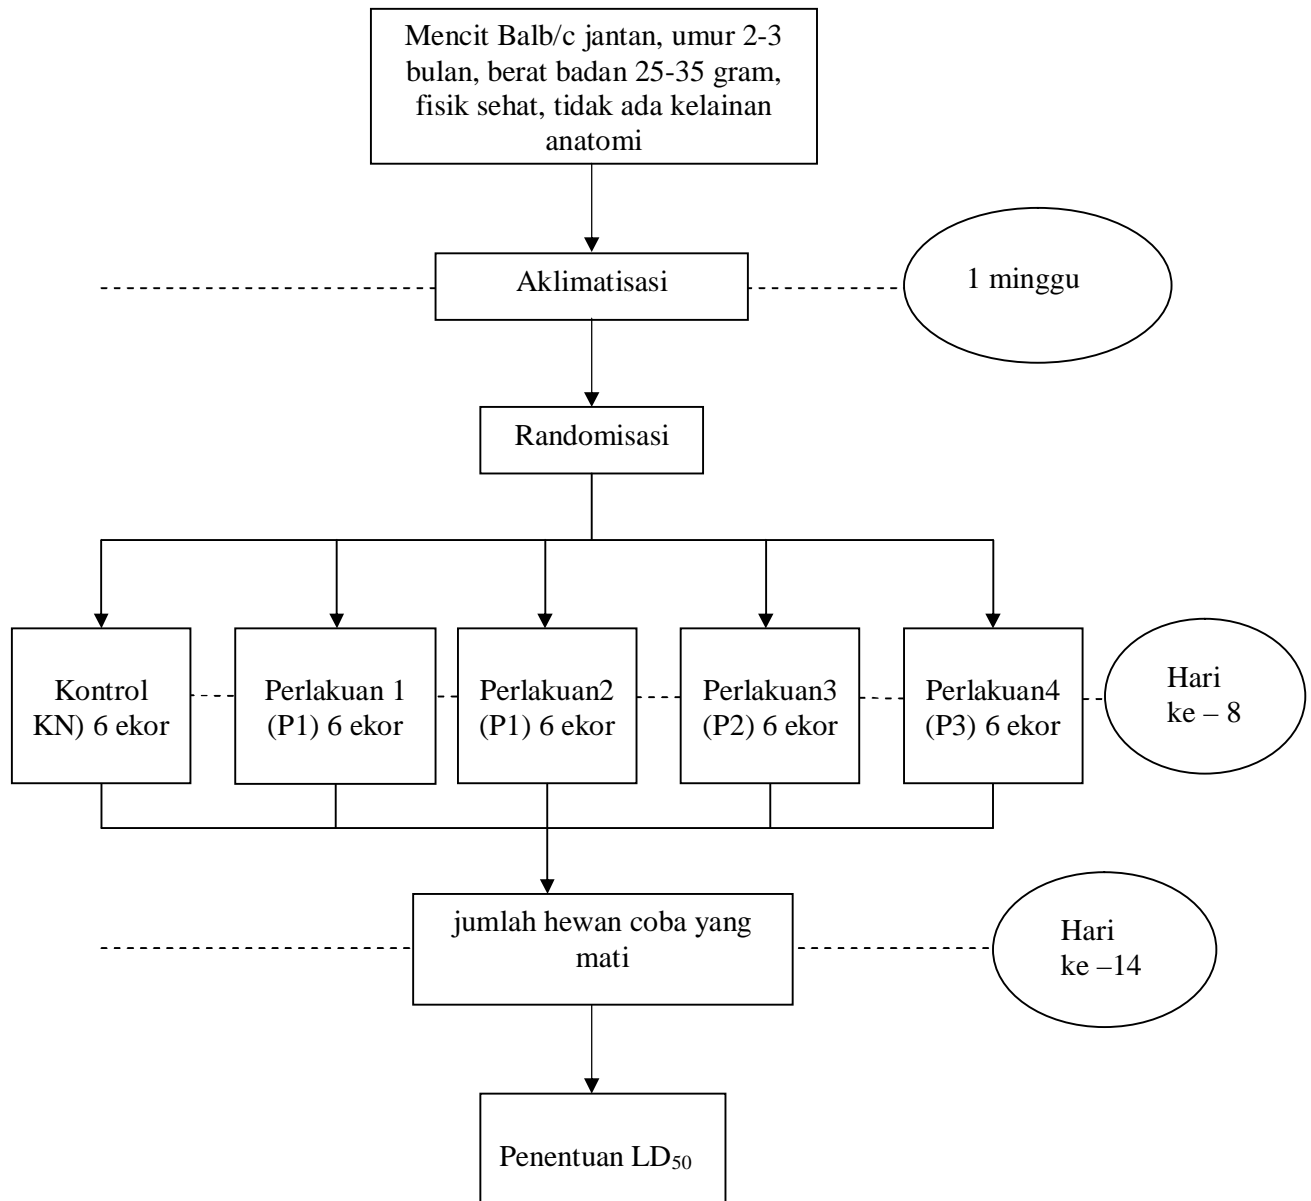 Mencit Balb/c jantan, umur 2-3
bulan, berat badan 25-35 gram,
fisik sehat, tidak ada kelainan
anatomi
Aklimatisasi
1 minggu
Randomisasi
Kontrol
KN) 6 ekor
Perlakuan 1
(P1) 6 ekor
Perlakuan2
(P1) 6 ekor
Perlakuan3
(P2) 6 ekor
Perlakuan4
(P3) 6 ekor
Hari
ke – 8
jumlah hewan coba yang
mati
Hari
ke –14
Penentuan LD₅₀